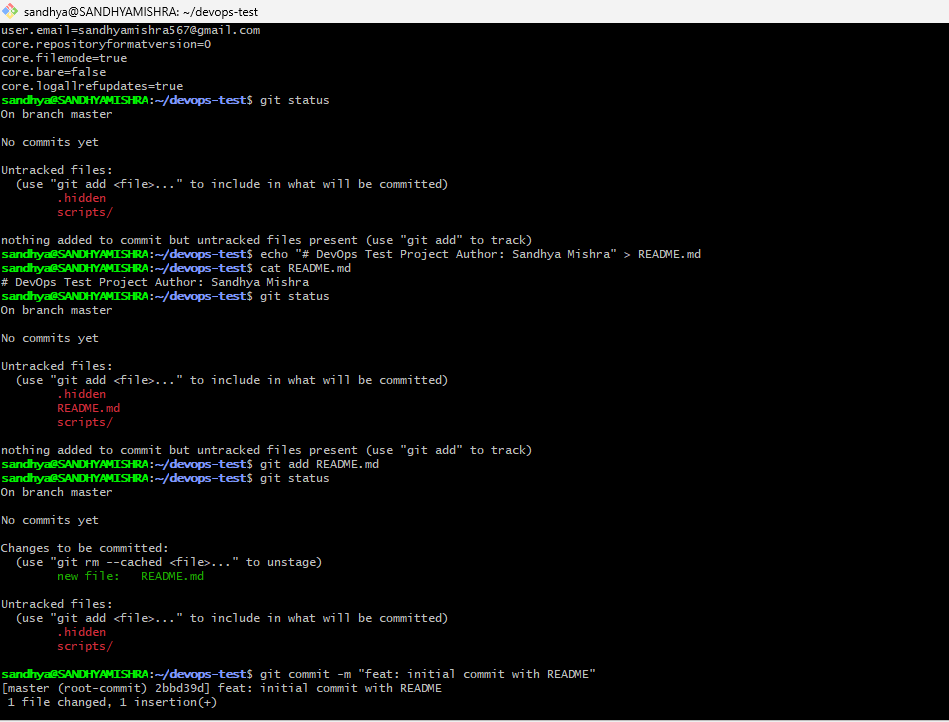 sandhya@SANDHYAMISHRA: ~/devops-test
user.email=sandhyamishra567@gmail.com
core.repositoryformatversion=0
core.filemode=true
core.bare=false
core.logallrefupdates=true
sandhya@SANDHYAMISHRA:~/devops-test$ git status
On branch master
No commits yet
Untracked files:
  (use "git add <file>..." to include in what will be committed)
        .hidden
        scripts/
nothing added to commit but untracked files present (use "git add" to track)
sandhya@SANDHYAMISHRA:~/devops-test$ echo "# DevOps Test Project Author: Sandhya Mishra" > README.md
sandhya@SANDHYAMISHRA:~/devops-test$ cat README.md
# DevOps Test Project Author: Sandhya Mishra
sandhya@SANDHYAMISHRA:~/devops-test$ git status
On branch master
No commits yet
Untracked files:
  (use "git add <file>..." to include in what will be committed)
        .hidden
        README.md
        scripts/
nothing added to commit but untracked files present (use "git add" to track)
sandhya@SANDHYAMISHRA:~/devops-test$ git add README.md
sandhya@SANDHYAMISHRA:~/devops-test$ git status
On branch master
No commits yet
Changes to be committed:
  (use "git rm --cached <file>..." to unstage)
        new file:   README.md
Untracked files:
  (use "git add <file>..." to include in what will be committed)
        .hidden
        scripts/
sandhya@SANDHYAMISHRA:~/devops-test$ git commit -m "feat: initial commit with README"
[master (root-commit) 2bbd39d] feat: initial commit with README
 1 file changed, 1 insertion(+)